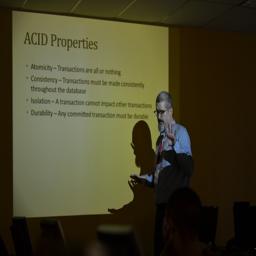 ACID Properties
• Atomicity – Transactions are all or nothing
• Consistency – Transactions must be made consistently
throughout the database
• Isolation – A transaction cannot impact other transactions
• Durability – Any committed transaction must be durable